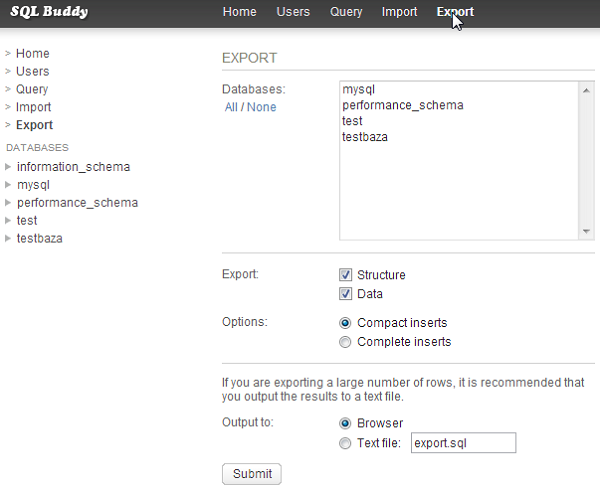 SQL Buddy Home Users Query Import Export
> Home
> Users
> Query
> Import
> Export
DATABASES
information_schema
mysql
performance_schema
test
testbaza
EXPORT
Databases:
All / None
mysql
performance_schema
test
testbaza
Export:
Structure
Data
Options:
Compact inserts
Complete inserts
If you are exporting a large number of rows, it is recommended that
you output the results to a text file.
Output to:
Browser
Text file: export.sql
Submit